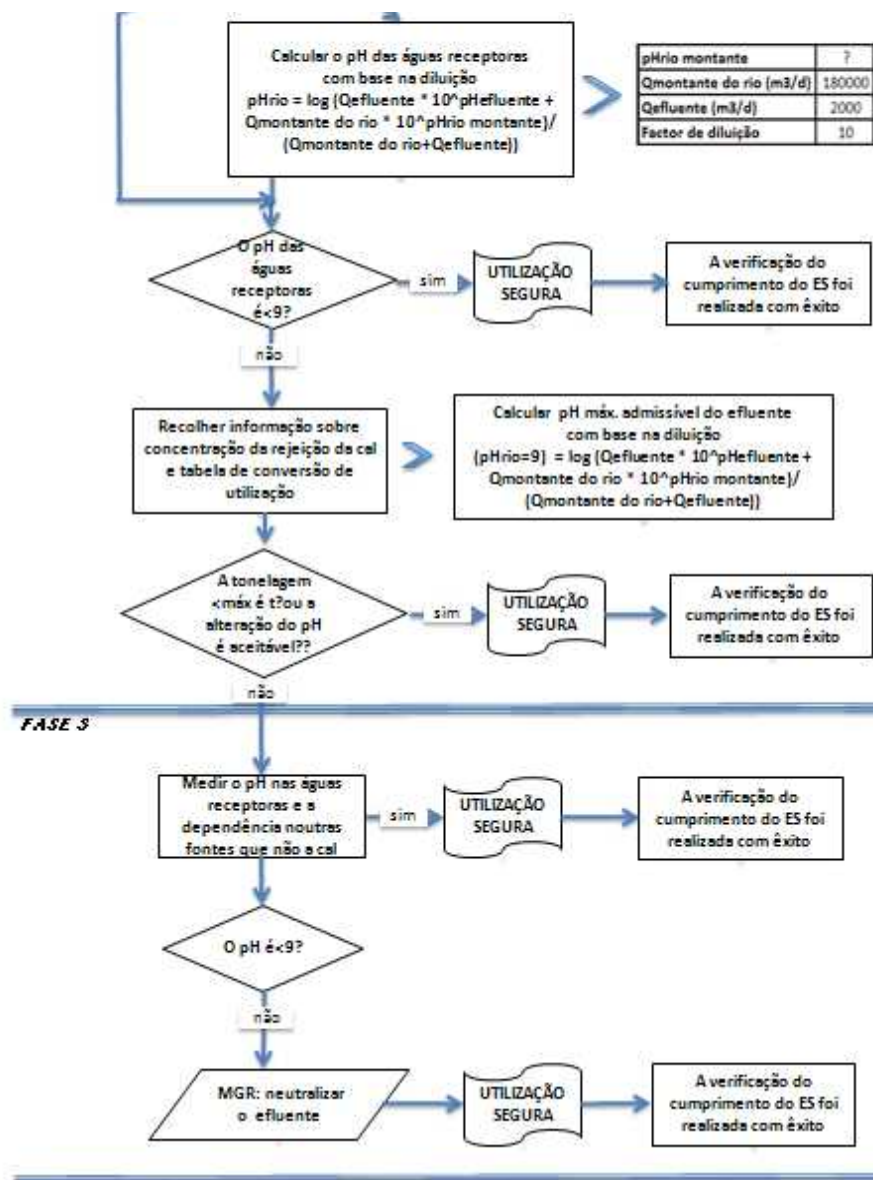 Calcular o pH das águas receptoras
com base na diluição
pHrio = log (Qefluente * 10^pHefluente +
Qmontante do rio * 10^pHrio montante)/
(Qmontante do rio+Qefluente))
pHrio montante ?
Qmontante do rio (m3/d) 180000
Qefluente (m3/d) 2000
Factor de diluição 10
O pH das
águas
receptoras
é<9?
sim
UTILIZAÇÃO
SEGURA
A verificação do
cumprimento do ES foi
realizada com êxito
não
Recolher informação sobre
concentração da rejeição da cal
e tabela de conversão de
utilização
Calcular pH máx. admissível do efluente
com base na diluição
(pHrio=9) = log (Qefluente * 10^pHefluente +
Qmontante do rio * 10^pHrio montante)/
(Qmontante do rio+Qefluente))
A tonelagem
<máx é t?ou a
alteração do pH
é aceitável??
sim
UTILIZAÇÃO
SEGURA
A verificação do
cumprimento do ES foi
realizada com êxito
não
FASE 3
Medir o pH nas águas
receptoras e a
dependência noutras
fontes que não a cal
sim
UTILIZAÇÃO
SEGURA
A verificação do
cumprimento do ES foi
realizada com êxito
O pH é<9?
não
MGR: neutralizar
o efluente
UTILIZAÇÃO
SEGURA
A verificação do
cumprimento do ES foi
realizada com êxito